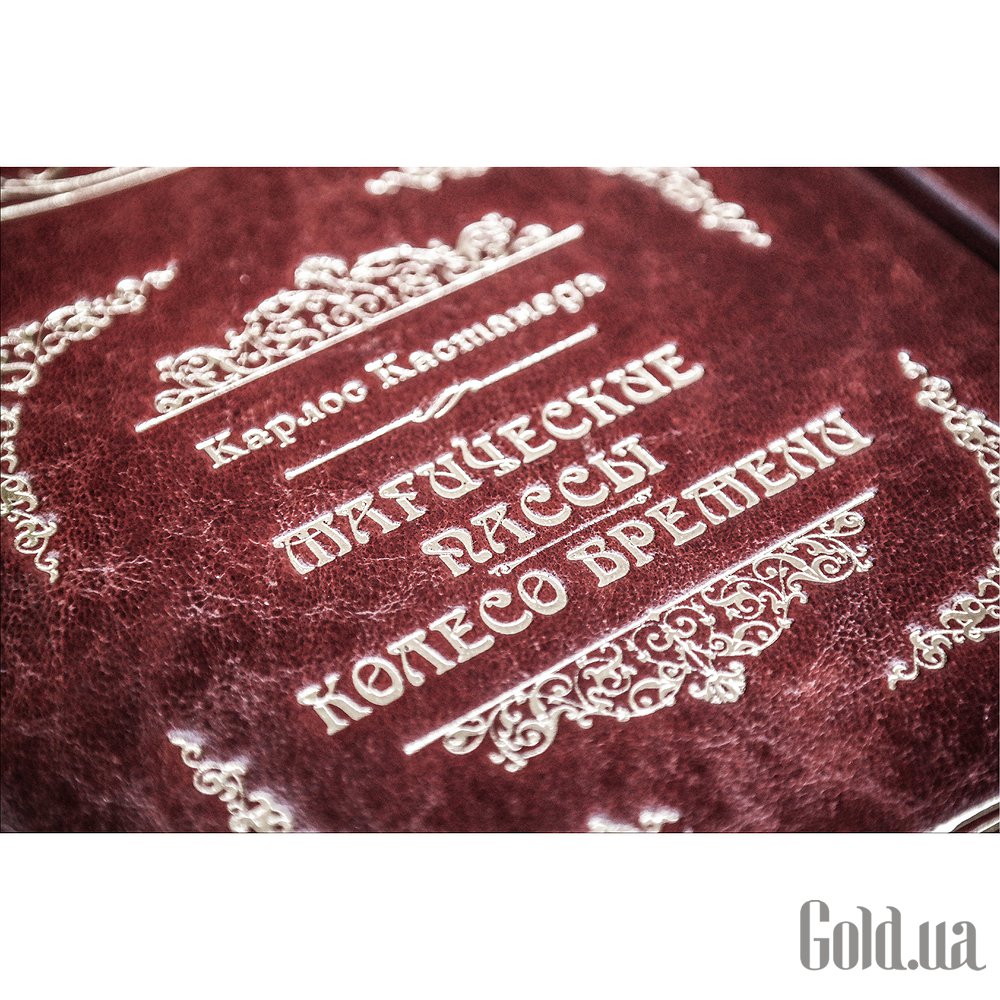 Карлос Кастанеда
МАГИЧЕСКИЕ
ПАССЫ
КОЛЕСО ВРЕМЕНИ
Gold.ua